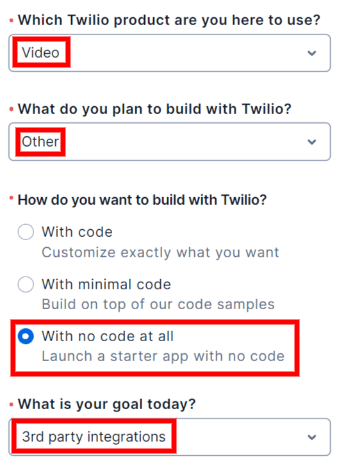 • Which Twilio product are you here to use?
Video
• What do you plan to build with Twilio?
Other
• How do you want to build with Twilio?
With code
Customize exactly what you want
With minimal code
Build on top of our code samples
With no code at all
Launch a starter app with no code
• What is your goal today?
3rd party integrations